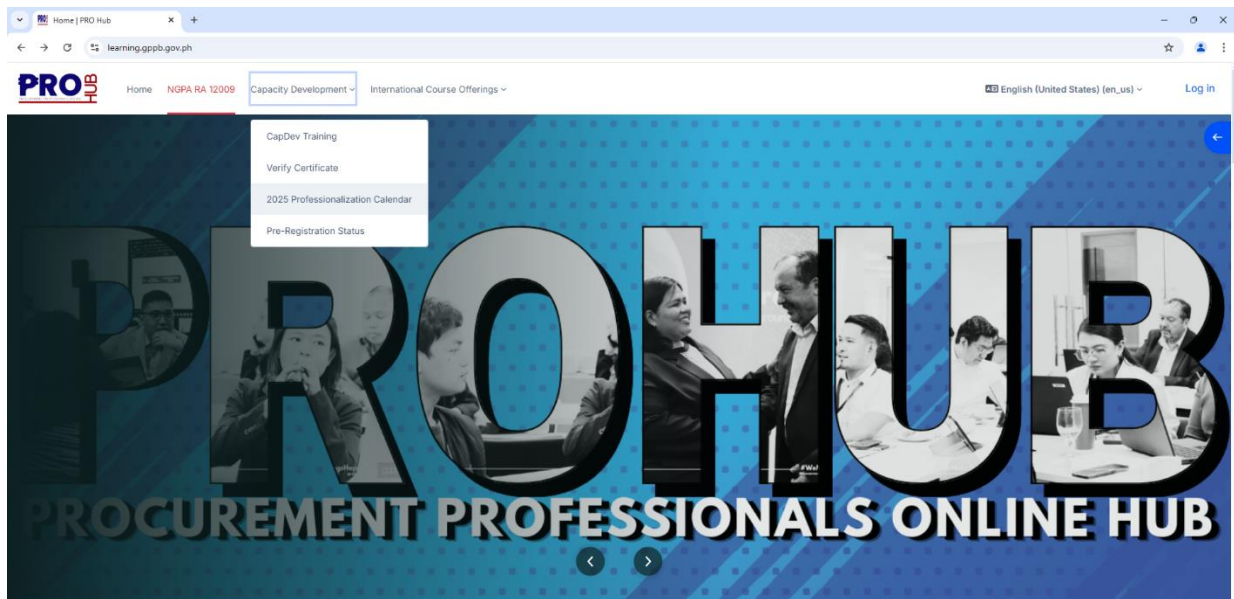 Home | PRO Hub
learning.gppb.gov.ph
PRO HUB
Home
NGPA RA 12009
Capacity Development
International Course Offerings
English (United States) (en_us)
Log in
CapDev Training
Verify Certificate
2025 Professionalization Calendar
Pre-Registration Status
PROHUB
PROCUREMENT PROFESSIONALS ONLINE HUB